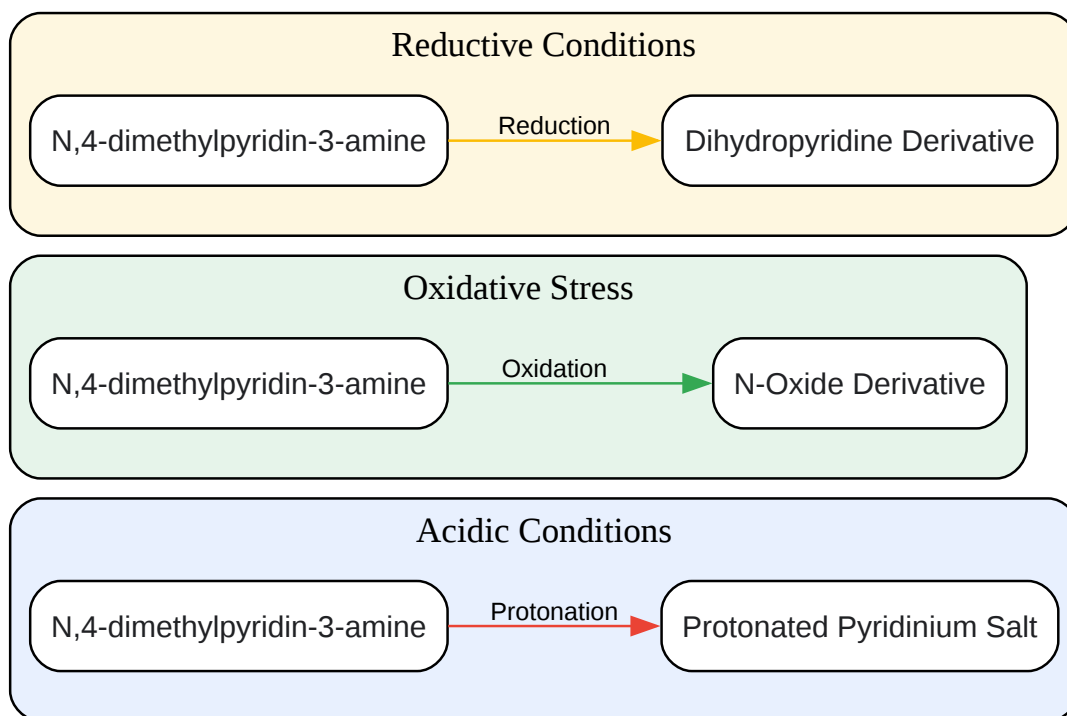 Reductive Conditions
N,4-dimethylpyridin-3-amine
Reduction
Dihydropyridine Derivative
Oxidative Stress
N,4-dimethylpyridin-3-amine
Oxidation
N-Oxide Derivative
Acidic Conditions
N,4-dimethylpyridin-3-amine
Protonation
Protonated Pyridinium Salt